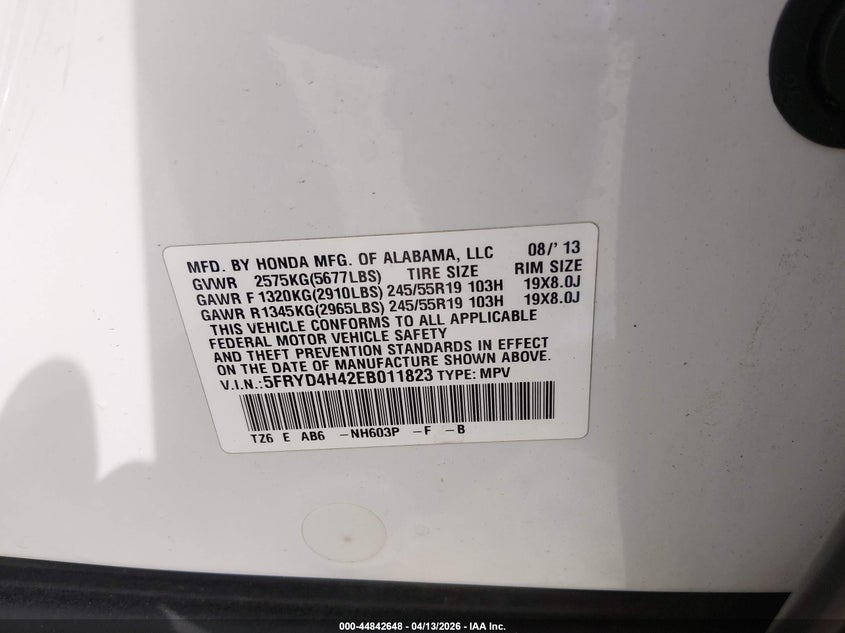 MFD. BY HONDA MFG. OF ALABAMA, LLC 08/' 13
GVWR 2575KG(5677LBS) TIRE SIZE RIM SIZE
GAWR F 1320KG(2910LBS) 245/55R19 103H 19X8.0J
GAWR R1345KG(2965LBS) 245/55R19 103H 19X8.0J
THIS VEHICLE CONFORMS TO ALL APPLICABLE
FEDERAL MOTOR VEHICLE SAFETY
AND THEFT PREVENTION STANDARDS IN EFFECT
ON THE DATE OF MANUFACTURE SHOWN ABOVE.
V.I.N.:5FRYD4H42EB011823 TYPE: MPV
TZ6 E AB6 -NH603P -F -B
000-44842648 - 04/13/2026 - IAA Inc.